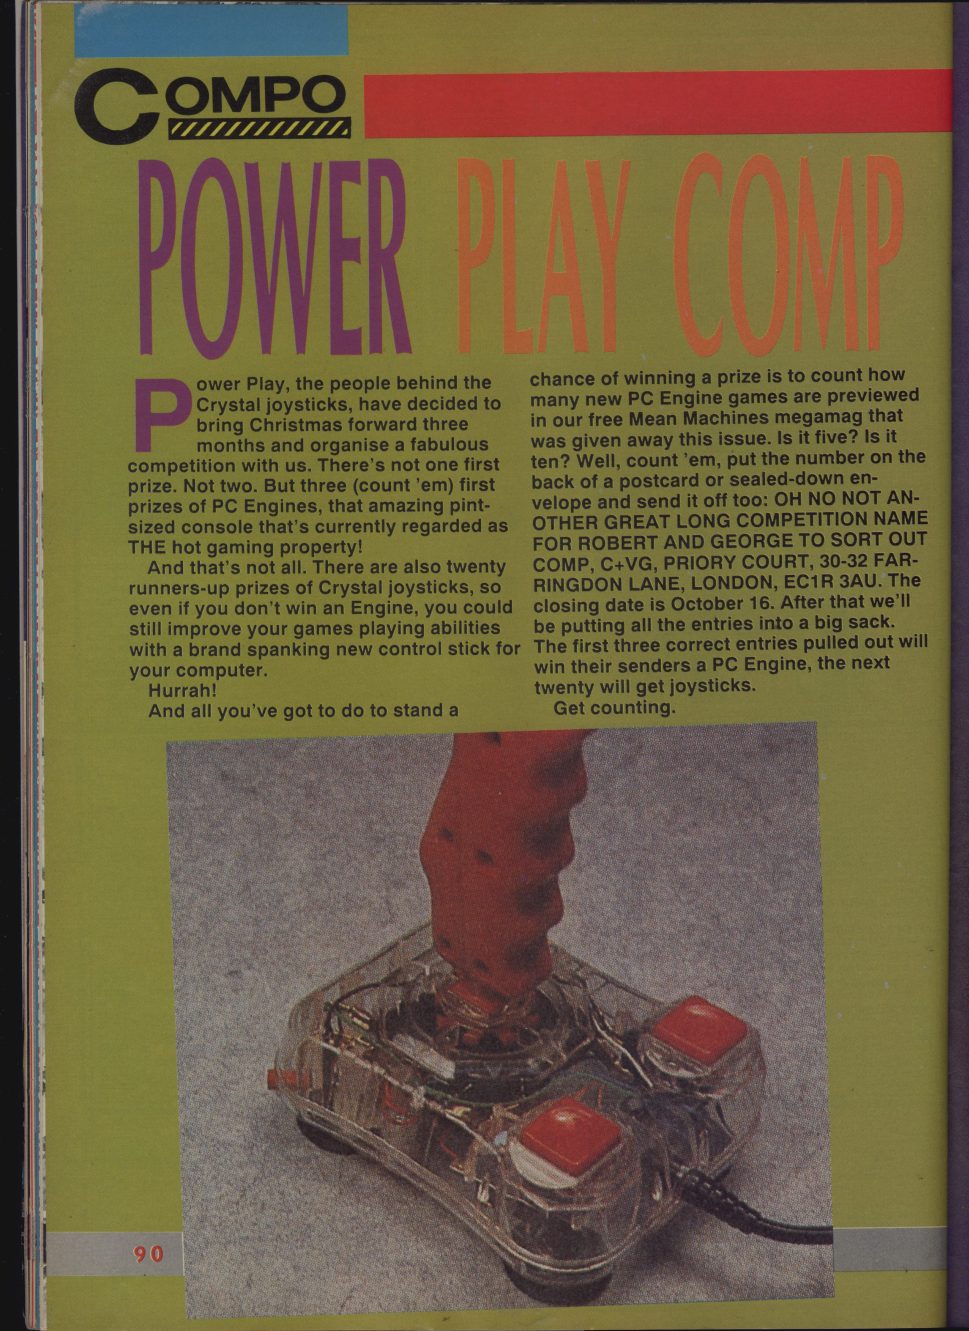 COMPO
POWER PLAY COMP
Power Play, the people behind the
Crystal joysticks, have decided to
bring Christmas forward three
months and organise a fabulous
competition with us. There's not one first
prize. Not two. But three (count 'em) first
prizes of PC Engines, that amazing pint-
sized console that's currently regarded as
THE hot gaming property!
And that's not all. There are also twenty
runners-up prizes of Crystal joysticks, so
even if you don't win an Engine, you could
still improve your games playing abilities
with a brand spanking new control stick for
your computer.
Hurrah!
And all you've got to do to stand a
chance of winning a prize is to count how
many new PC Engine games are previewed
in our free Mean Machines megamag that
was given away this issue. Is it five? Is it
ten? Well, count 'em, put the number on the
back of a postcard or sealed-down en-
velope and send it off too: OH NO NOT AN-
OTHER GREAT LONG COMPETITION NAME
FOR ROBERT AND GEORGE TO SORT OUT
COMP, C+VG, PRIORY COURT, 30-32 FAR-
RINGDON LANE, LONDON, EC1R 3AU. The
closing date is October 16. After that we'll
be putting all the entries into a big sack.
The first three correct entries pulled out will
win their senders a PC Engine, the next
twenty will get joysticks.
Get counting.
90